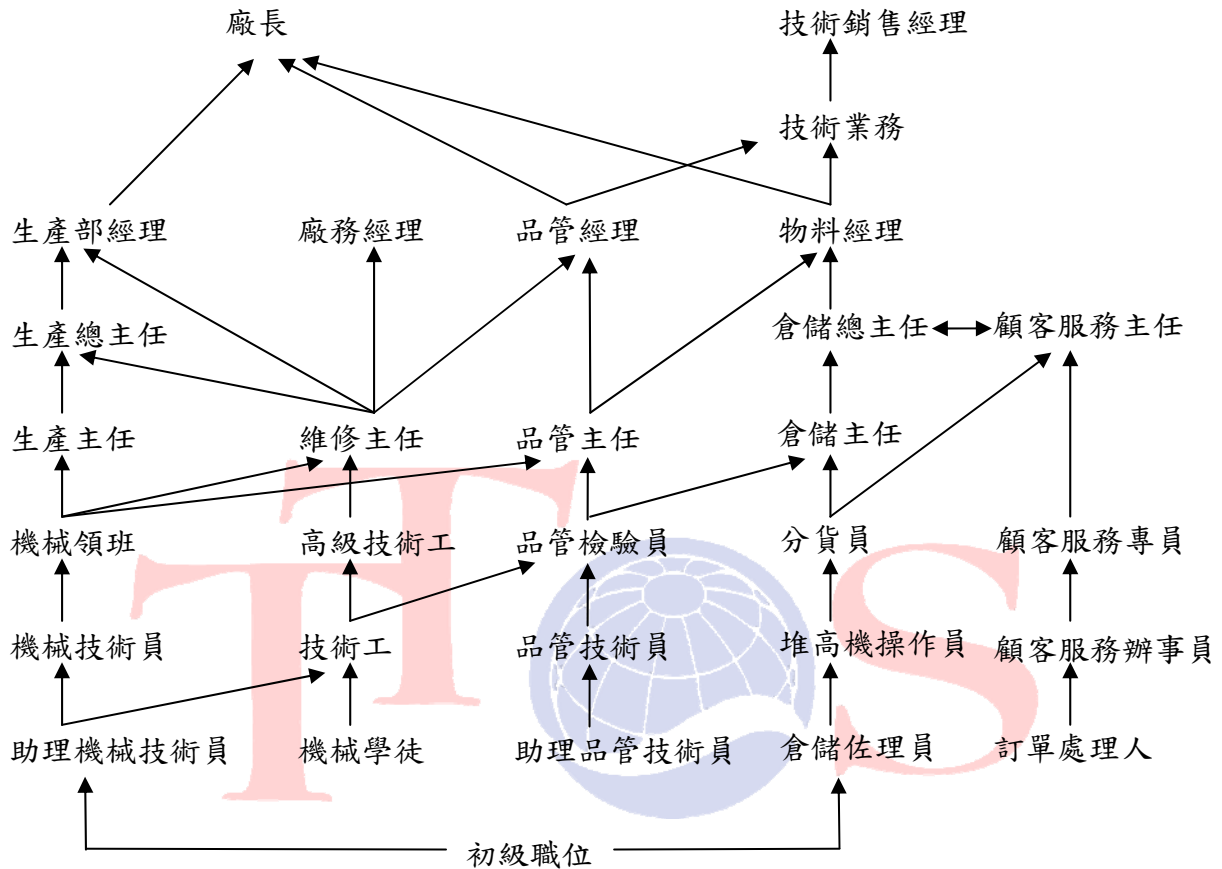 廠長 技術銷售經理
技術業務
生產部經理 廠務經理 品管經理 物料經理
生產總主任 倉儲總主任 顧客服務主任
生產主任 維修主任 品管主任 倉儲主任
機械領班 高級技術工 品管檢驗員 分貨員 顧客服務專員
機械技術員 技術工 品管技術員 堆高機操作員 顧客服務辦事員
助理機械技術員 機械學徒 助理品管技術員 倉儲佐理員 訂單處理人
初級職位
TTQS